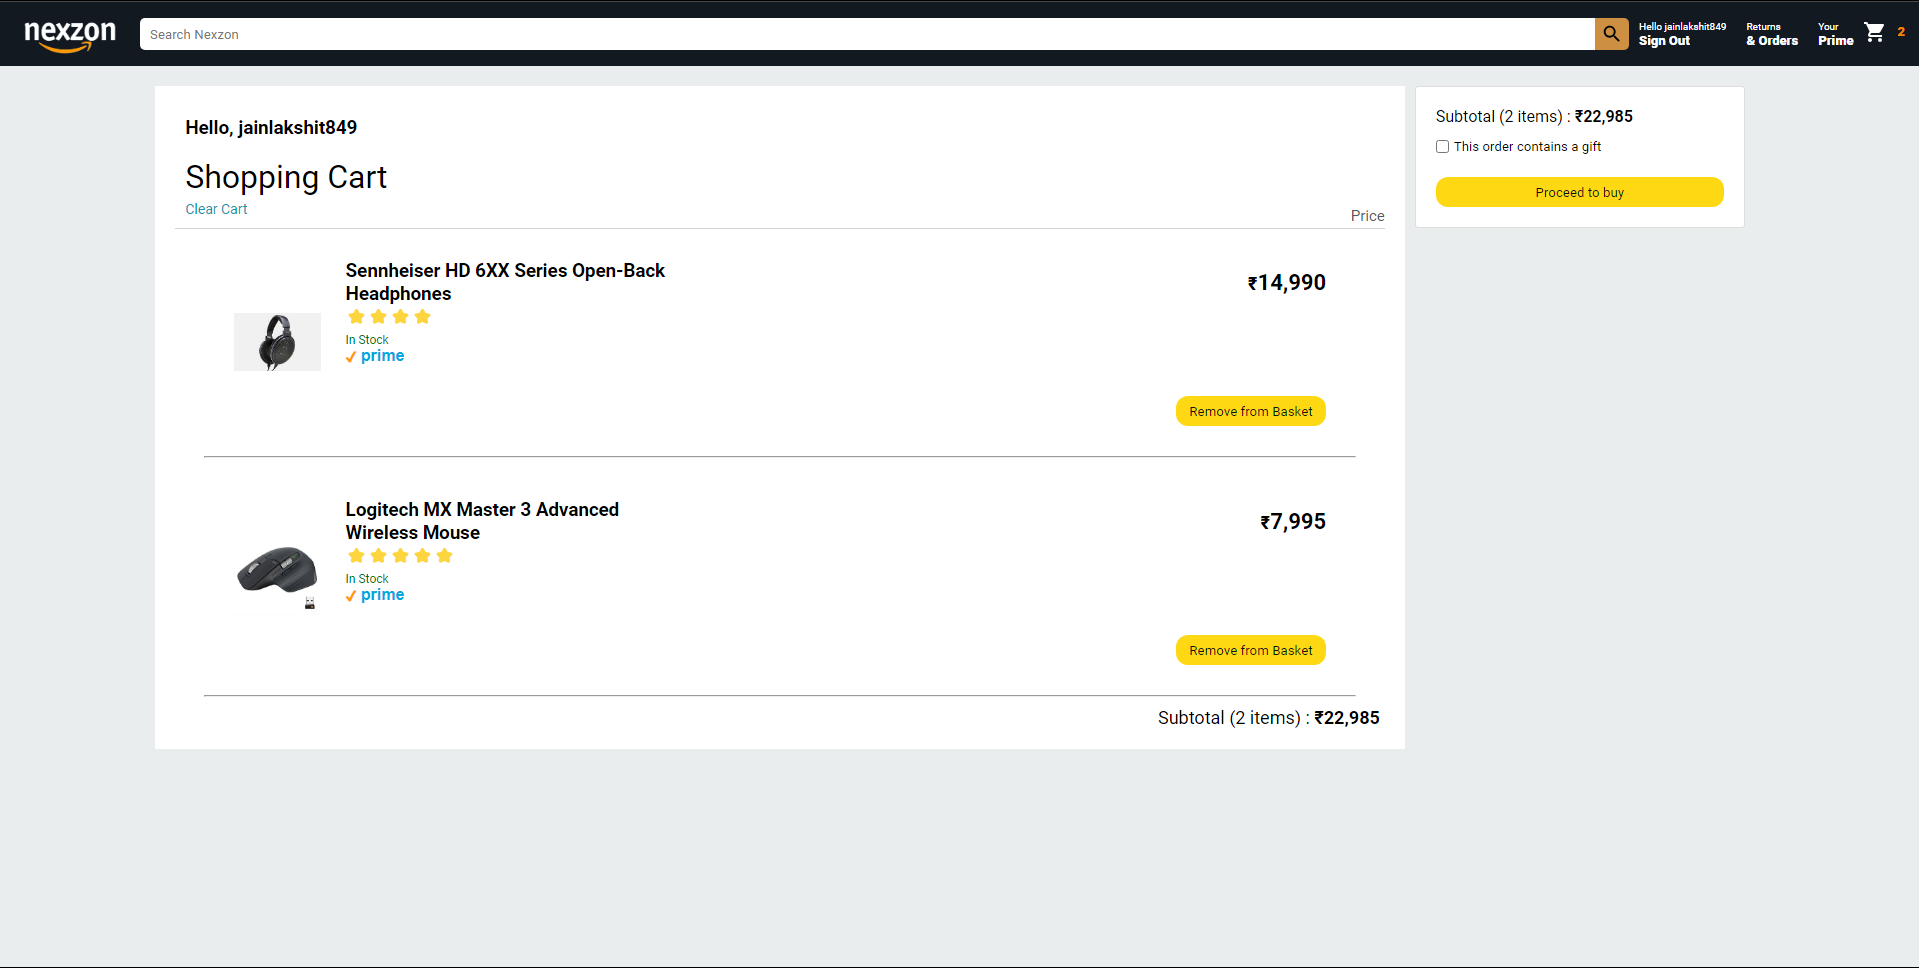 nexzon
Search Nexzon
Hello jainlakshit849
Sign Out
Returns
& Orders
Your
Prime
2
Hello, jainlakshit849
Shopping Cart
Clear Cart
Price
Sennheiser HD 6XX Series Open-Back
Headphones
₹14,990
In Stock
prime
Remove from Basket
Logitech MX Master 3 Advanced
Wireless Mouse
₹7,995
In Stock
prime
Remove from Basket
Subtotal (2 items) : ₹22,985
Subtotal (2 items) : ₹22,985
This order contains a gift
Proceed to buy